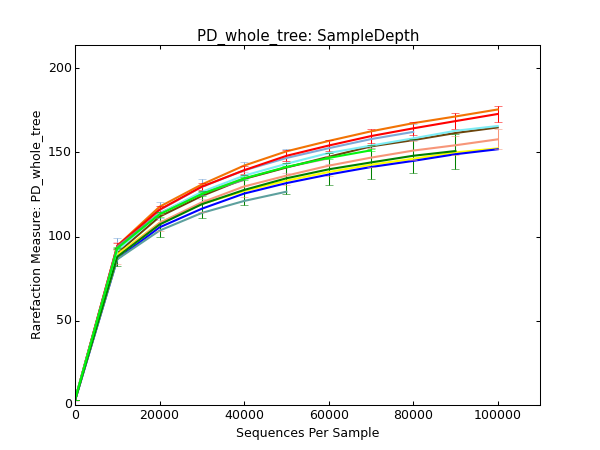 PD_whole_tree: SampleDepth
Rarefaction Measure: PD_whole_tree
200
150
100
50
0
0 20000 40000 60000 80000 100000
Sequences Per Sample